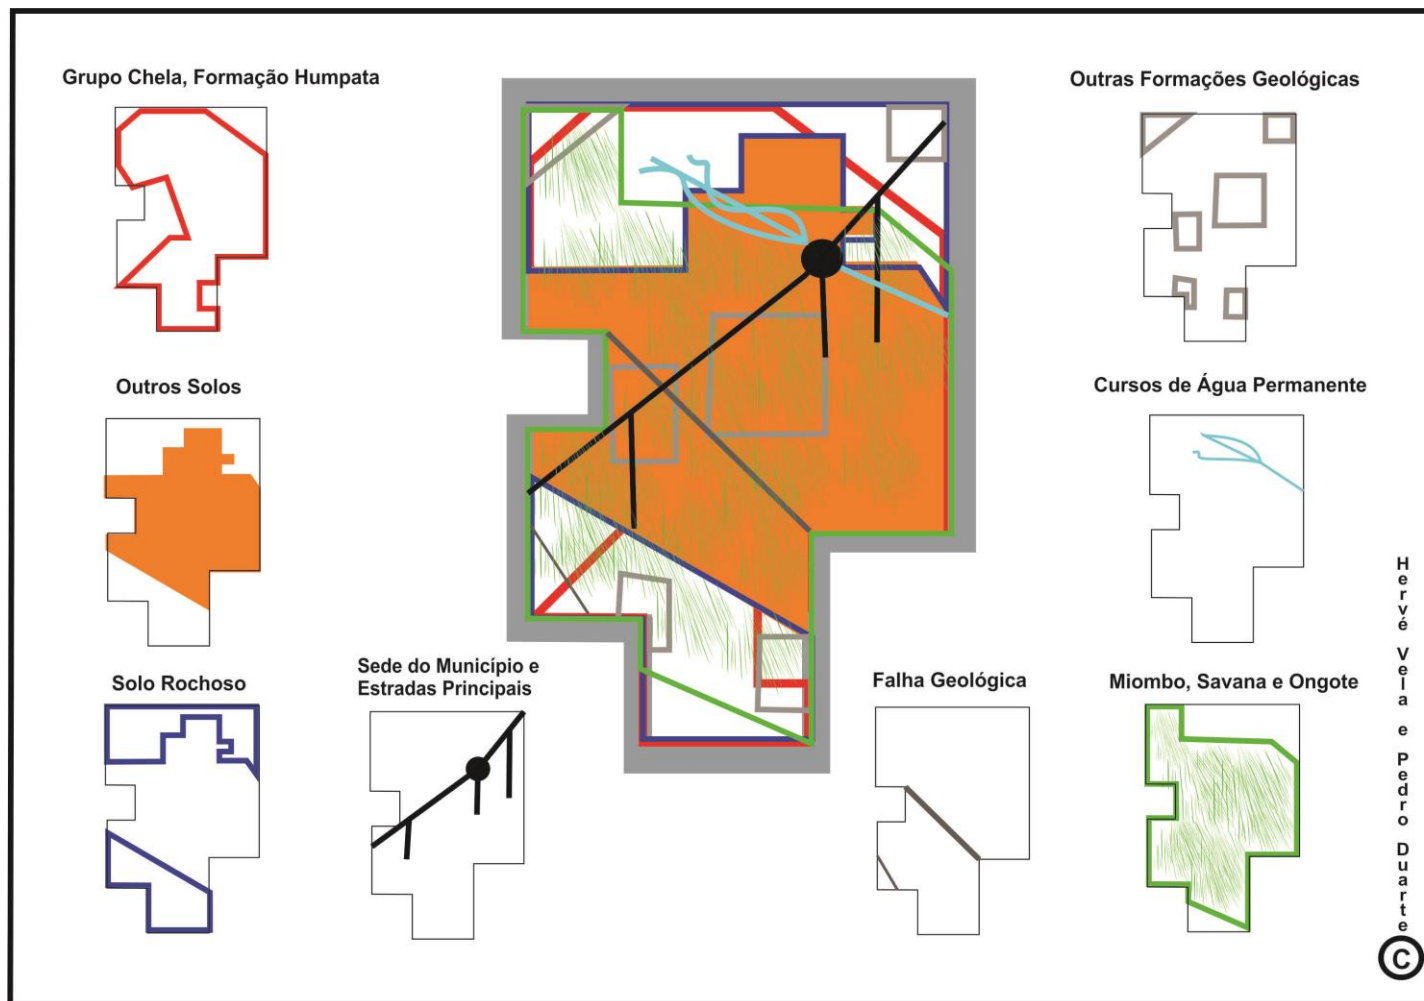 Grupo Chela, Formação Humpata
Outras Formações Geológicas
Outros Solos
Cursos de Água Permanente
Solo Rochoso
Sede do Município e
Estradas Principais
Falha Geológica
Miombo, Savana e Ongote
Hervé Vela e Pedro Duarte
C